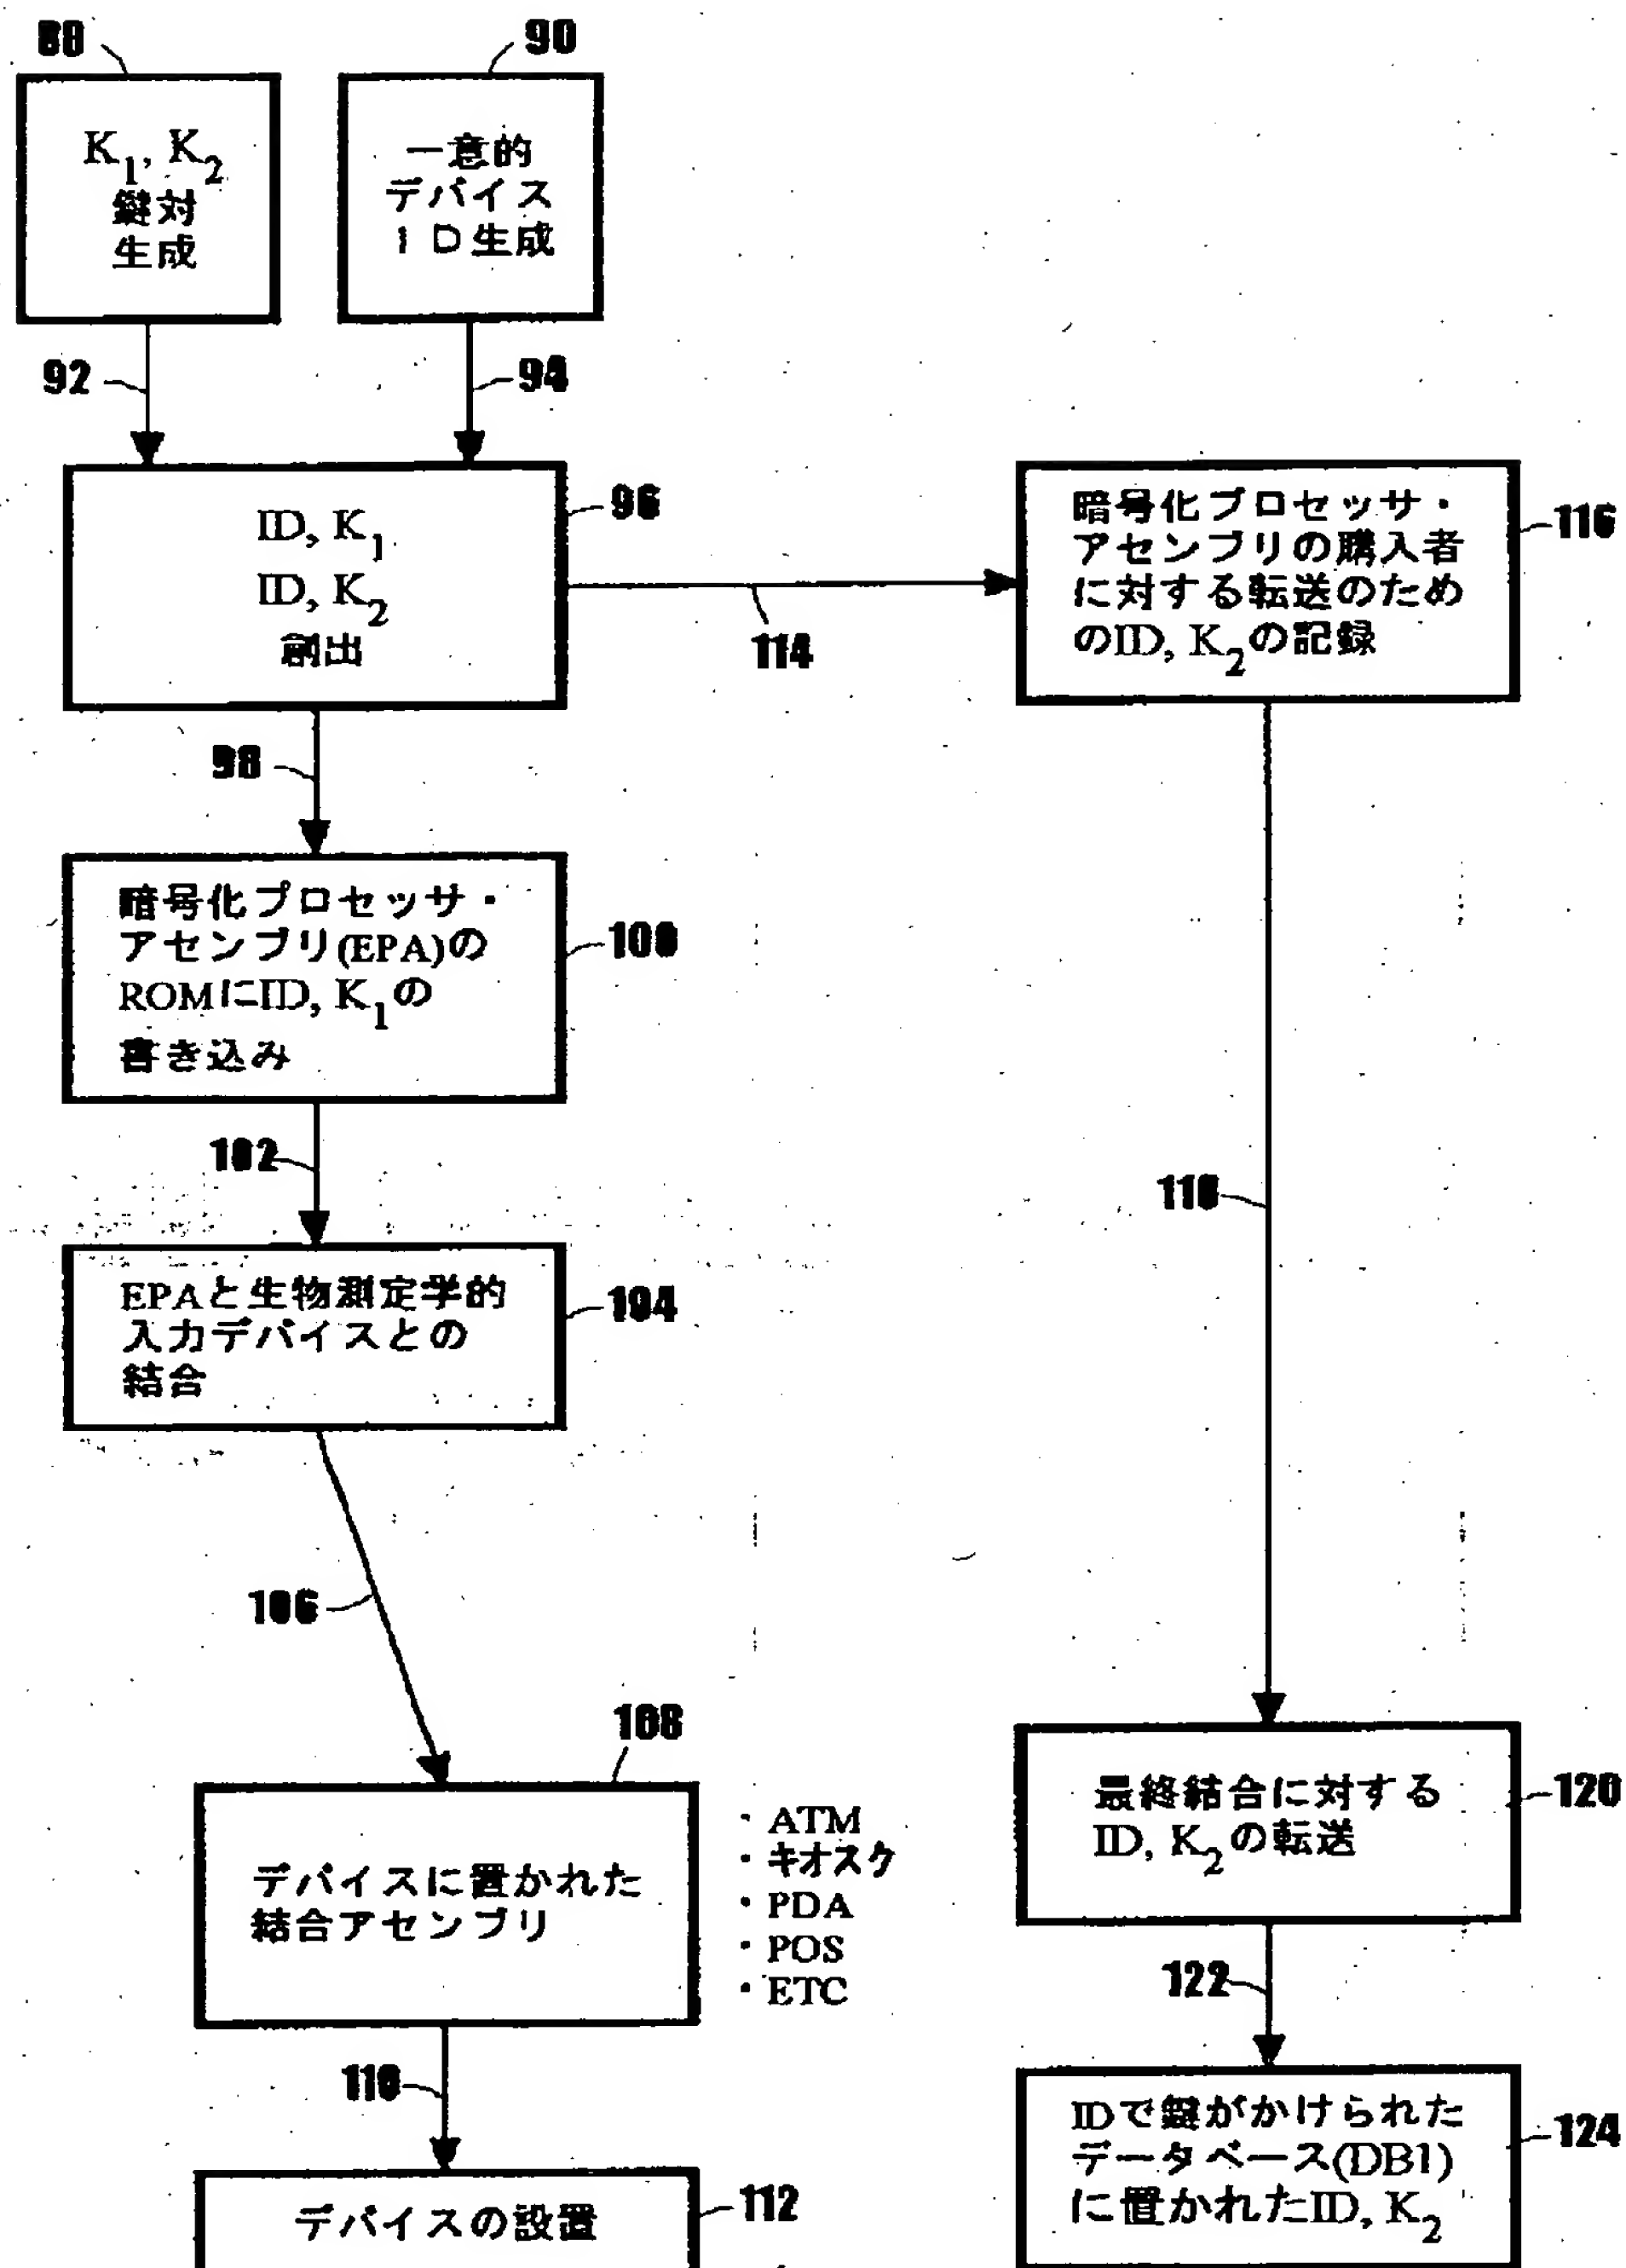 88
90
K1, K2
鍵対
生成
一意的
デバイス
ID生成
92
94
ID, K1
ID, K2
創出
96
114
暗号化プロセッサ・
アセンブリの購入者
に対する転送のため
のID, K2の記録
116
98
暗号化プロセッサ・
アセンブリ(EPA)の
ROMにID, K1の
書き込み
100
102
118
EPAと生物測定学的
入力デバイスとの
結合
104
106
108
デバイスに置かれた
結合アセンブリ
・ATM
・キオスク
・PDA
・POS
・ETC
最終結合に対する
ID, K2の転送
120
110
122
デバイスの設置
112
IDで鍵がかけられた
データベース(DB1)
に置かれたID, K2
124